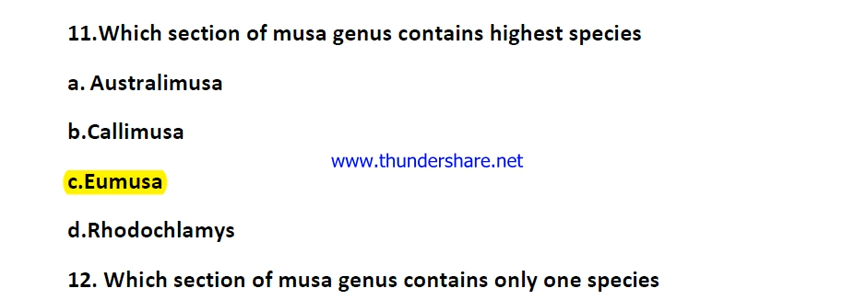 11.Which section of musa genus contains highest species
a. Australimusa
b.Callimusa
www.thundershare.net
c.Eumusa
d.Rhodochlamys
12. Which section of musa genus contains only one species